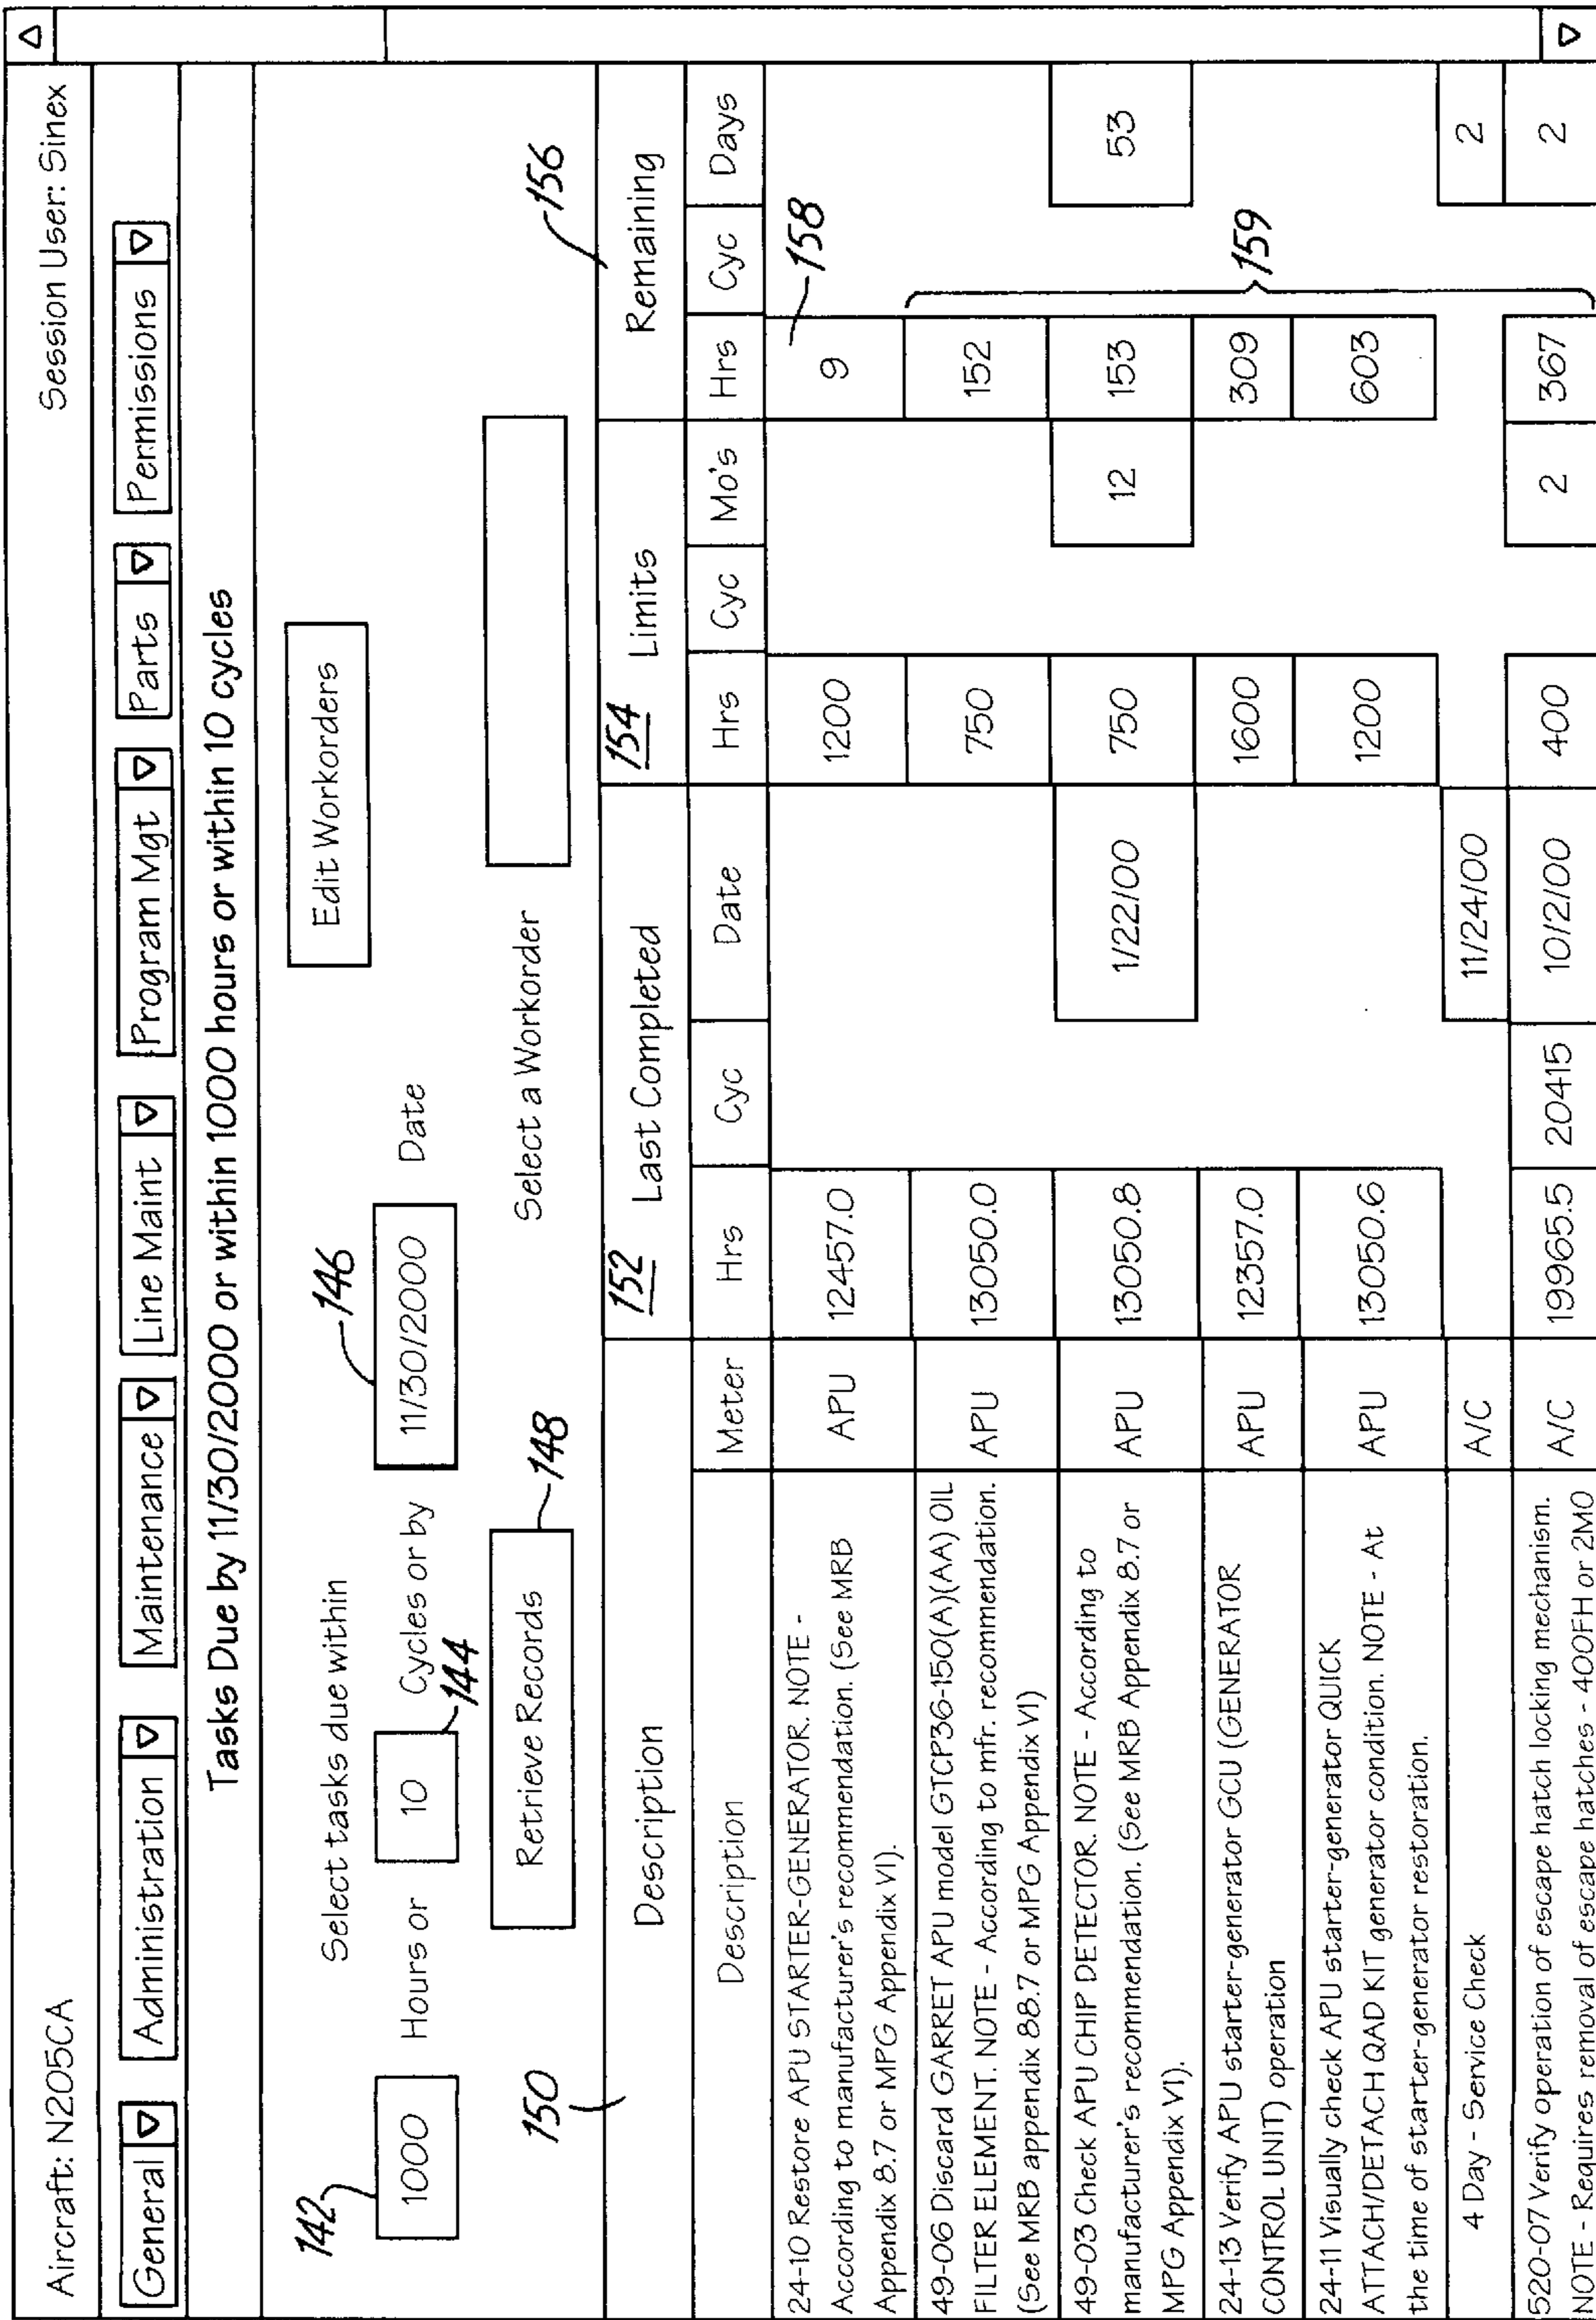 Aircraft: N205CA Session User: Sinex
General Administration Maintenance Line Maint Program Mgt Parts Permissions
Tasks Due by 11/30/2000 or within 1000 hours or within 10 cycles
Select tasks due within
Edit Workorders
142
144
146
1000 Hours or 10 Cycles or by 11/30/2000 Date
Retrieve Records
148
Select a Workorder
150
152
154
156
Description Last Completed Limits Remaining
Description Meter Hrs Cyc Date Hrs Cyc Mo's Hrs Cyc Days
24-10 Restore APU STARTER-GENERATOR. NOTE -
According to manufacturer's recommendation. (See MRB
Appendix 8.7 or MPG Appendix VI).
APU 12457.0 1200 9
158
49-06 Discard GARRET APU model GTCP36-150(A)(AA) OIL
FILTER ELEMENT. NOTE - According to mfr. recommendation.
(See MRB appendix 88.7 or MPG Appendix VI)
APU 13050.0 750 152
49-03 Check APU CHIP DETECTOR. NOTE - According to
manufacturer's recommendation. (See MRB Appendix 8.7 or
MPG Appendix VI).
APU 13050.8 1/22/00 750 12 153 53
24-13 Verify APU starter-generator GCU (GENERATOR
CONTROL UNIT) operation
APU 12357.0 1600 309
159
24-11 Visually check APU starter-generator QUICK
ATTACH/DETACH QAD KIT generator condition. NOTE - At
the time of starter-generator restoration.
APU 13050.6 1200 603
4 Day - Service Check A/C 11/24/00 2
520-07 Verify operation of escape hatch locking mechanism.
NOTE - Requires removal of escape hatches - 400FH or 2MO
A/C 19965.5 20415 10/2/00 400 2 367 2